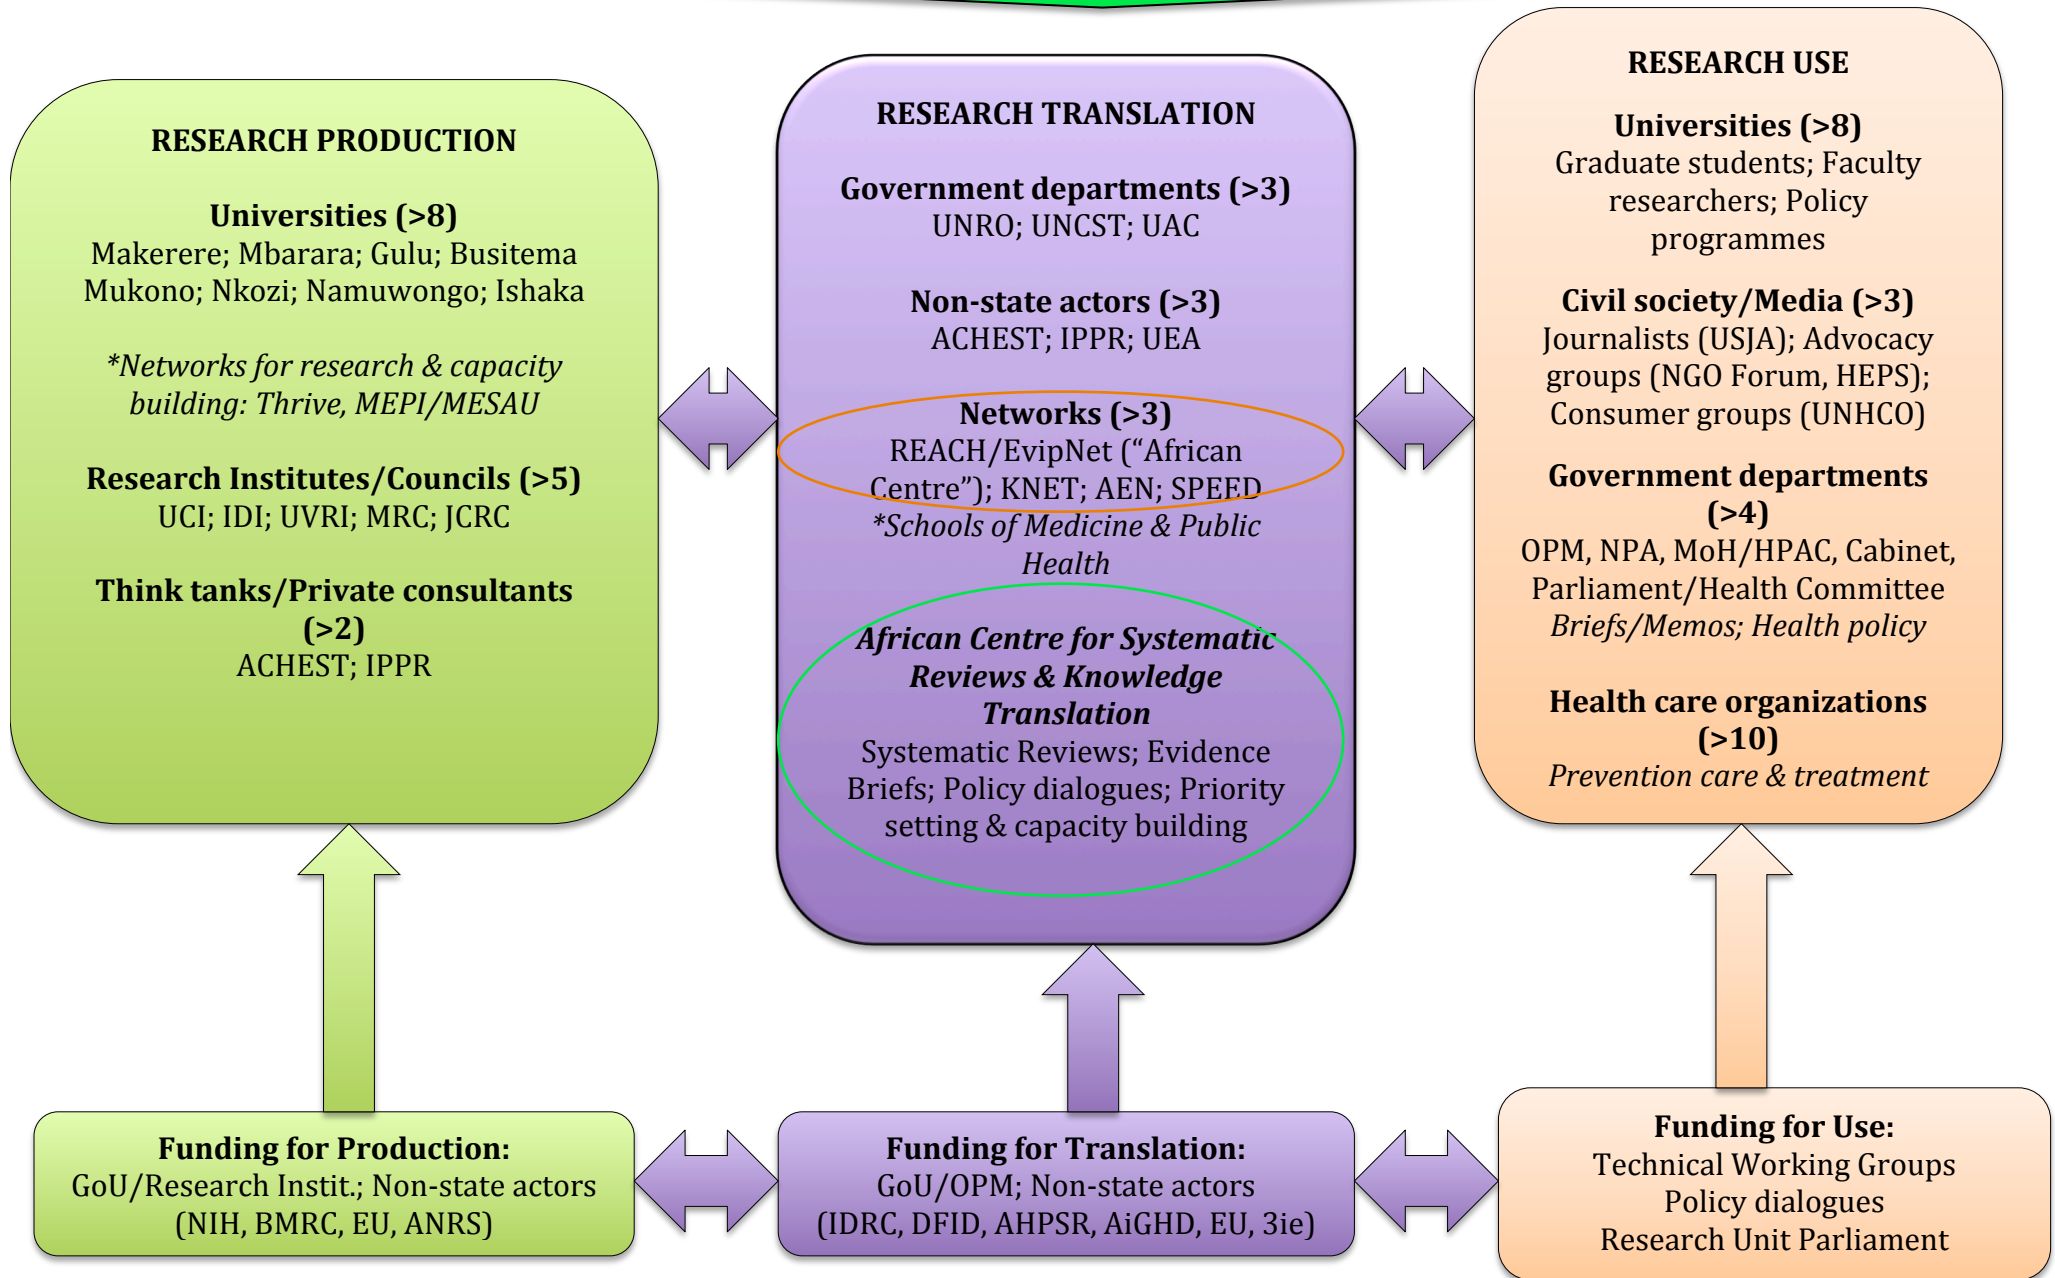 RESEARCH PRODUCTION
Universities (>8)
Makerere; Mbarara; Gulu; Busitema
Mukono; Nkozi; Namuwongo; Ishaka
*Networks for research & capacity
building: Thrive, MEPI/MESAU
Research Institutes/Councils (>5)
UCI; IDI; UVRI; MRC; JCRC
Think tanks/Private consultants
(>2)
ACHEST; IPPR
RESEARCH TRANSLATION
Government departments (>3)
UNRO; UNCST; UAC
Non-state actors (>3)
ACHEST; IPPR; UEA
Networks (>3)
REACH/EvipNet (“African
Centre”); KNET; AEN; SPEED
*Schools of Medicine & Public
Health
African Centre for Systematic
Reviews & Knowledge
Translation
Systematic Reviews; Evidence
Briefs; Policy dialogues; Priority
setting & capacity building
RESEARCH USE
Universities (>8)
Graduate students; Faculty
researchers; Policy
programmes
Civil society/Media (>3)
Journalists (USJA); Advocacy
groups (NGO Forum, HEPS);
Consumer groups (UNHCO)
Government departments
(>4)
OPM, NPA, MoH/HPAC, Cabinet,
Parliament/Health Committee
Briefs/Memos; Health policy
Health care organizations
(>10)
Prevention care & treatment
Funding for Production:
GoU/Research Instit.; Non-state actors
(NIH, BMRC, EU, ANRS)
Funding for Translation:
GoU/OPM; Non-state actors
(IDRC, DFID, AHPSR, AiGHD, EU, 3ie)
Funding for Use:
Technical Working Groups
Policy dialogues
Research Unit Parliament